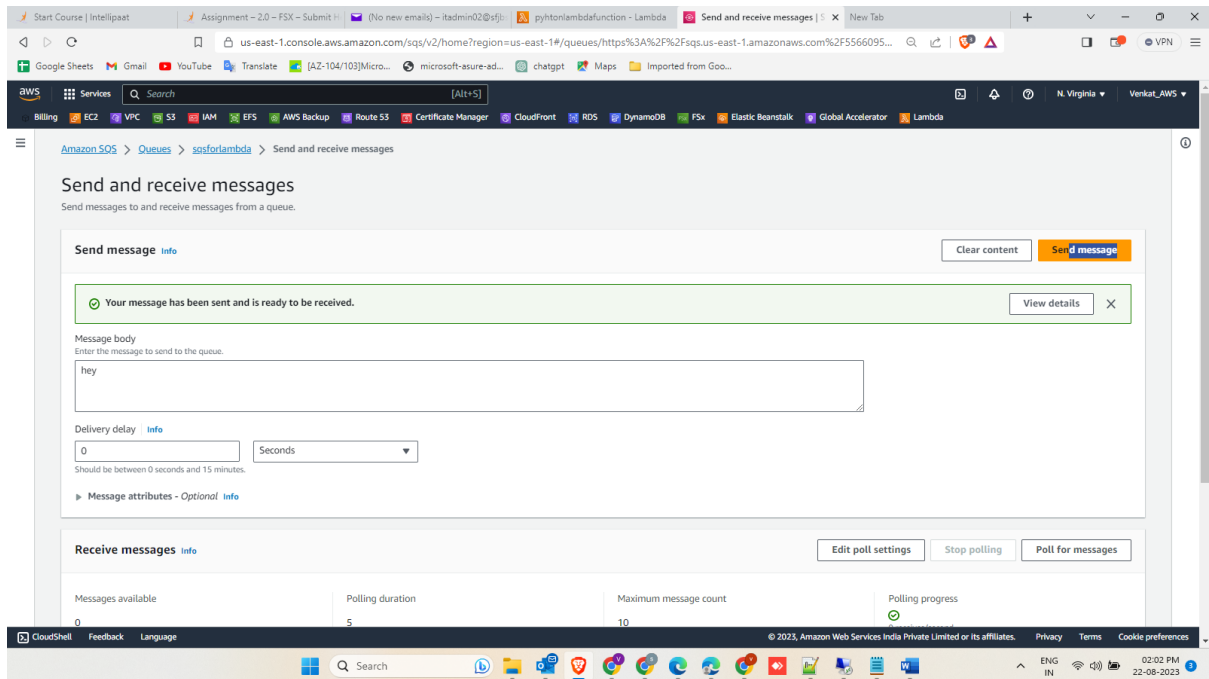 Start Course | Intellipaat
Assignment – 2.0 – FSX – Submit H
(No new emails) – itadmin02@sfjb
pyhtonlambdafunction - Lambda
Send and receive messages | S
New Tab
us-east-1.console.aws.amazon.com/sqs/v2/home?region=us-east-1#/queues/https%3A%2F%2Fsqs.us-east-1.amazonaws.com%2F5566095...
VPN
Google Sheets Gmail YouTube Translate [AZ-104/103]Micro... microsoft-asure-ad... chatgpt Maps Imported from Goo...
aws Services Search [Alt+S] N. Virginia Venkat_AWS
Billing EC2 VPC S3 IAM EFS AWS Backup Route 53 Certificate Manager CloudFront RDS DynamoDB FSx Elastic Beanstalk Global Accelerator Lambda
Amazon SQS > Queues > sqsforlambda > Send and receive messages
Send and receive messages
Send messages to and receive messages from a queue.
Send message Info Clear content Send message
Your message has been sent and is ready to be received. View details
Message body
Enter the message to send to the queue.
hey
Delivery delay Info
0 Seconds
Should be between 0 seconds and 15 minutes.
Message attributes - Optional Info
Receive messages Info Edit poll settings Stop polling Poll for messages
Messages available Polling duration Maximum message count Polling progress
0 5 10
CloudShell Feedback Language © 2023, Amazon Web Services India Private Limited or its affiliates. Privacy Terms Cookie preferences
Search ENG 02:02 PM
IN 22-08-2023 3